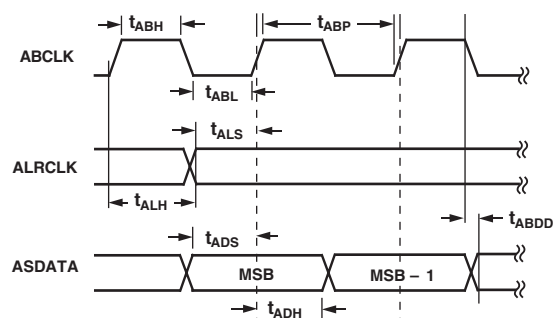 tABH
tABP
ABCLK
tABL
tALS
ALRCLK
tALH
tABDD
tADS
ASDATA
MSB
MSB – 1
tADH